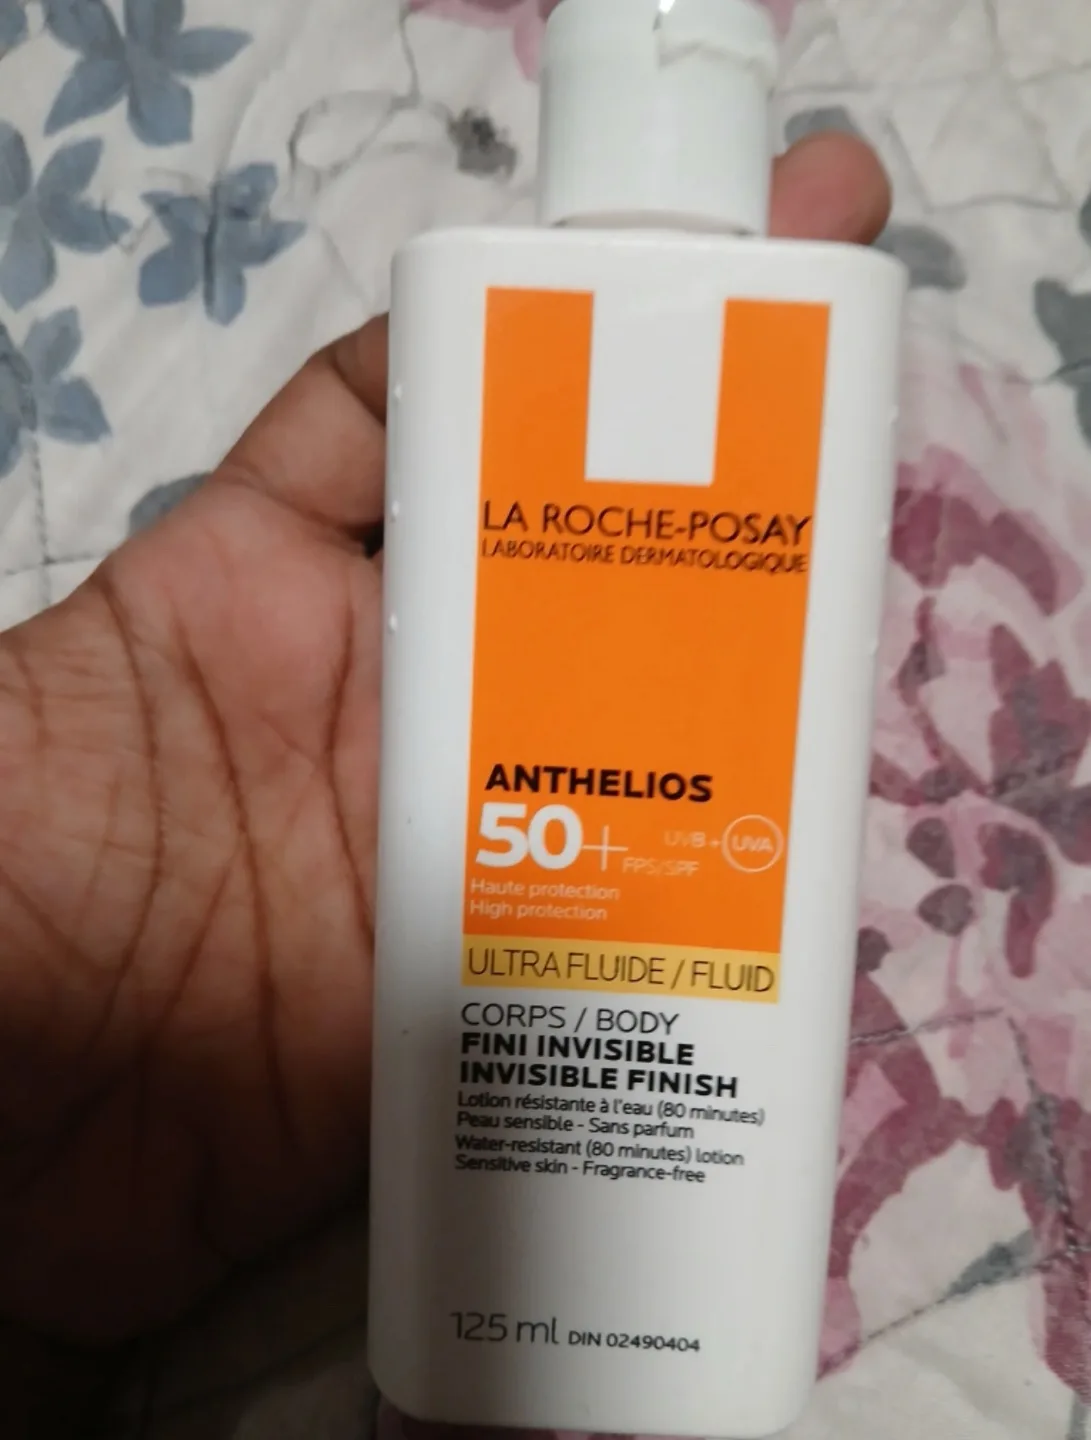 LA ROCHE-POSAY
LABORATOIRE DERMATOLOGIQUE
ANTHELIOS
50+ UVB + UVA
FPS/SPF
Haute protection
High protection
ULTRA FLUIDE / FLUID
CORPS / BODY
FINI INVISIBLE
INVISIBLE FINISH
Lotion résistante à l'eau (80 minutes)
Peau sensible - Sans parfum
Water-resistant (80 minutes) lotion
Sensitive skin - Fragrance-free
125 ml DIN 02490404